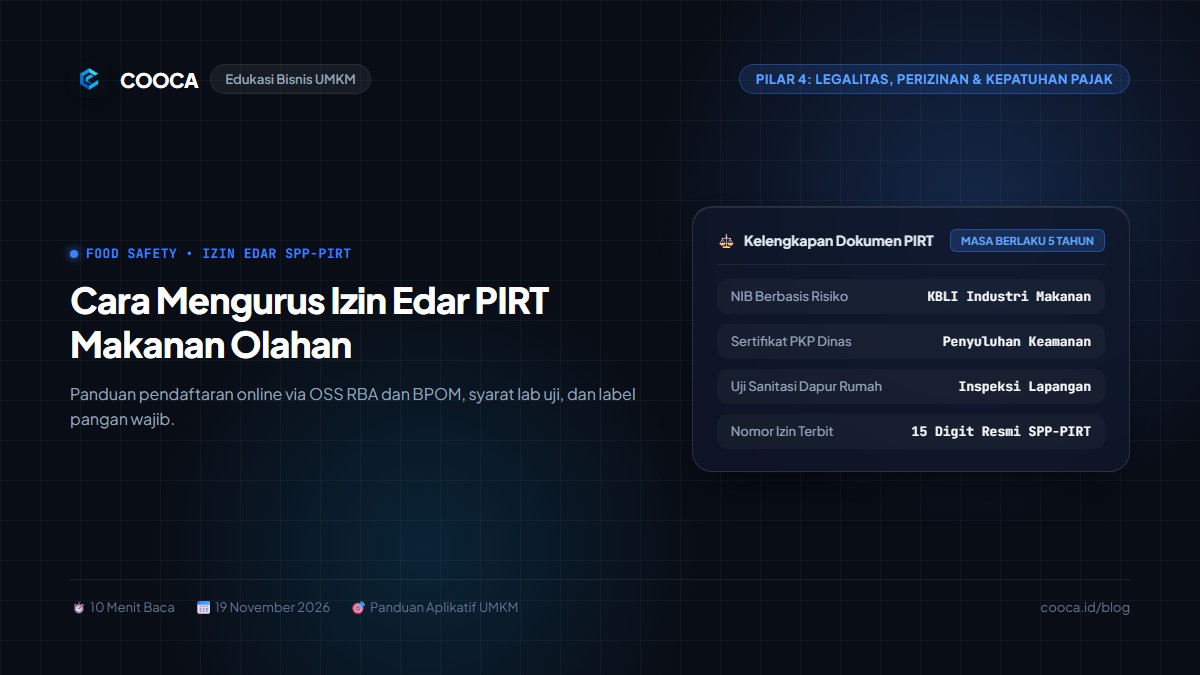 COOCA
Edukasi Bisnis UMKM
PILAR 4: LEGALITAS, PERIZINAN & KEPATUHAN PAJAK
FOOD SAFETY • IZIN EDAR SPP-PIRT
Cara Mengurus Izin Edar PIRT
Makanan Olahan
Panduan pendaftaran online via OSS RBA dan BPOM, syarat lab uji, dan label
pangan wajib.
Kelengkapan Dokumen PIRT
MASA BERLAKU 5 TAHUN
NIB Berbasis Risiko
KBLI Industri Makanan
Sertifikat PKP Dinas
Penyuluhan Keamanan
Uji Sanitasi Dapur Rumah
Inspeksi Lapangan
Nomor Izin Terbit
15 Digit Resmi SPP-PIRT
10 Menit Baca
19 November 2026
Panduan Aplikatif UMKM
cooca.id/blog